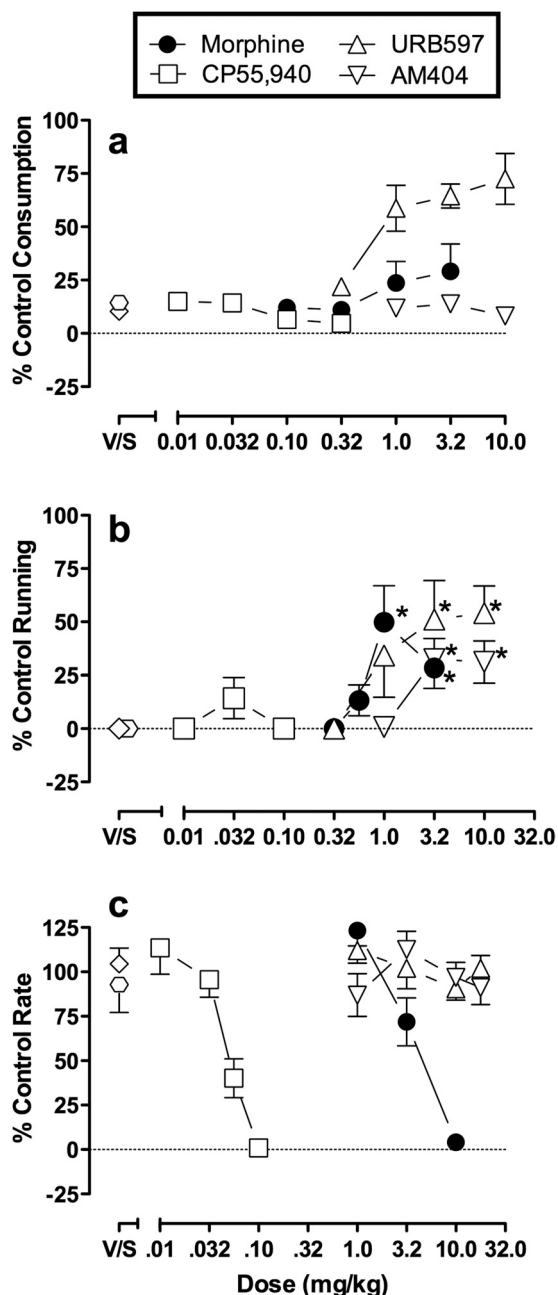 Morphine URB597
CP55,940 AM404
a
% Control Consumption
100
75
50
25
0
-25
V/S 0.01 0.032 0.10 0.32 1.0 3.2 10.0
b
% Control Running
100
75
50
25
0
-25
* * * * *
V/S 0.01 .032 0.10 0.32 1.0 3.2 10.0 32.0
c
% Control Rate
125
100
75
50
25
0
-25
V/S .01 .032 .10 .32 1.0 3.2 10.0 32.0
Dose (mg/kg)